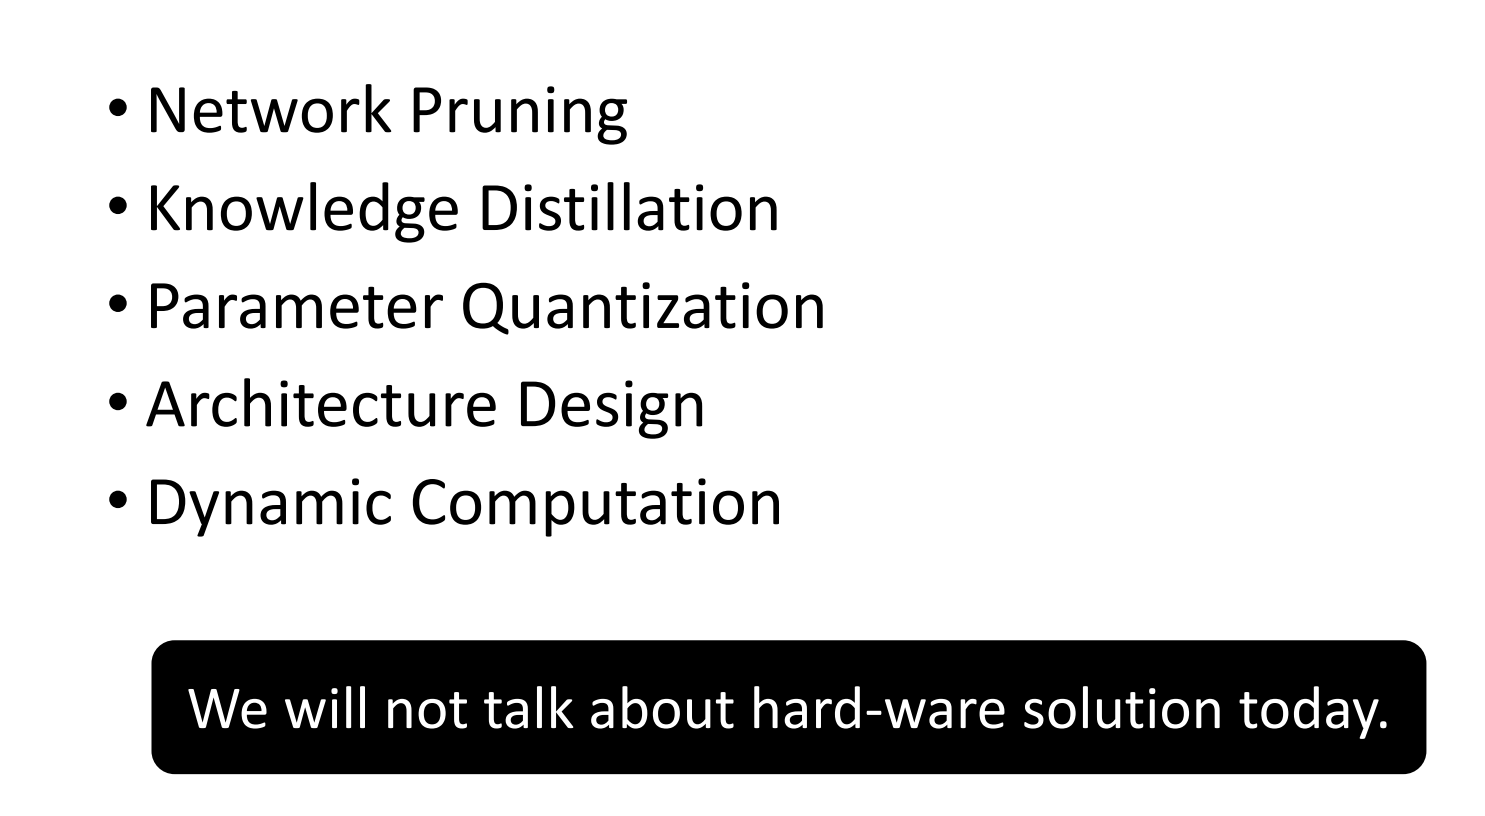 • Network Pruning
• Knowledge Distillation
• Parameter Quantization
• Architecture Design
• Dynamic Computation
We will not talk about hard-ware solution today.